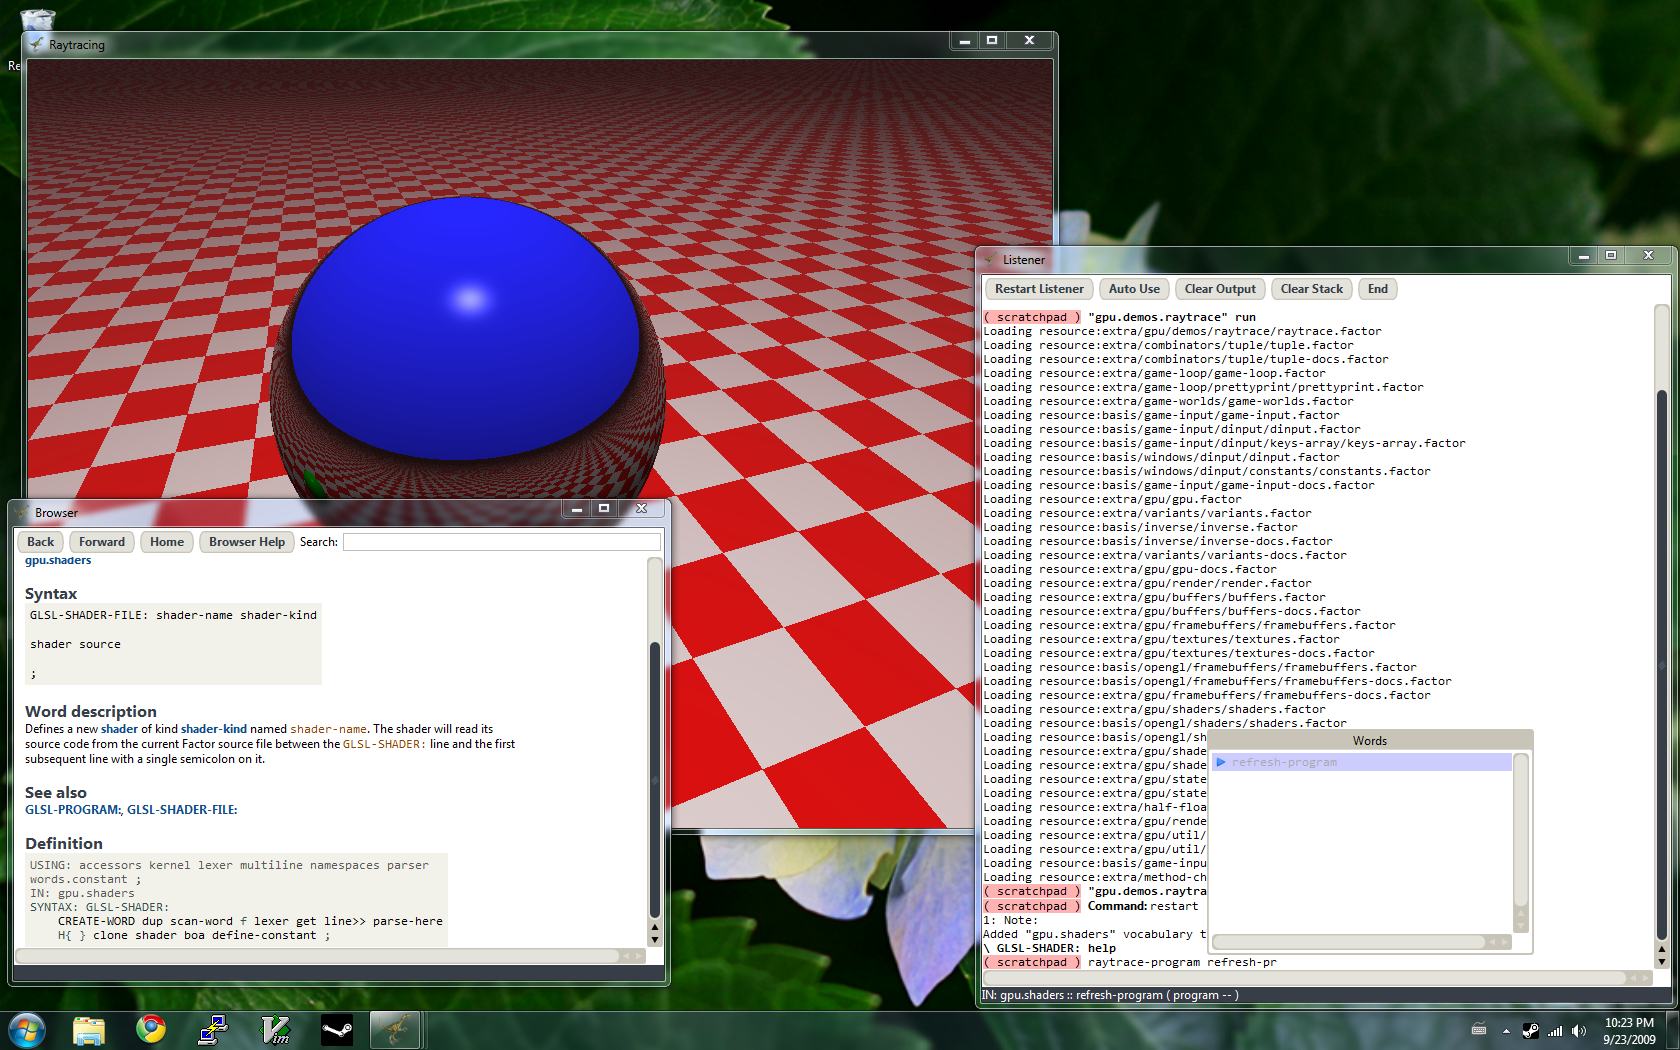 Re
Raytracing
Browser
Back Forward Home Browser Help Search:
gpu.shaders
Syntax
GLSL-SHADER-FILE: shader-name shader-kind
shader source
;
Word description
Defines a new shader of kind shader-kind named shader-name. The shader will read its
source code from the current Factor source file between the GLSL-SHADER: line and the first
subsequent line with a single semicolon on it.
See also
GLSL-PROGRAM:, GLSL-SHADER-FILE:
Definition
USING: accessors kernel lexer multiline namespaces parser
words.constant ;
IN: gpu.shaders
SYNTAX: GLSL-SHADER:
CREATE-WORD dup scan-word f lexer get line>> parse-here
H{ } clone shader boa define-constant ;
Listener
Restart Listener Auto Use Clear Output Clear Stack End
( scratchpad ) "gpu.demos.raytrace" run
Loading resource:extra/gpu/demos/raytrace/raytrace.factor
Loading resource:extra/combinators/tuple/tuple.factor
Loading resource:extra/combinators/tuple/tuple-docs.factor
Loading resource:extra/game-loop/game-loop.factor
Loading resource:extra/game-loop/prettyprint/prettyprint.factor
Loading resource:extra/game-worlds/game-worlds.factor
Loading resource:basis/game-input/game-input.factor
Loading resource:basis/game-input/dinput/dinput.factor
Loading resource:basis/game-input/dinput/keys-array/keys-array.factor
Loading resource:basis/windows/dinput/dinput.factor
Loading resource:basis/windows/dinput/constants/constants.factor
Loading resource:basis/game-input/game-input-docs.factor
Loading resource:extra/gpu/gpu.factor
Loading resource:extra/variants/variants.factor
Loading resource:basis/inverse/inverse.factor
Loading resource:basis/inverse/inverse-docs.factor
Loading resource:extra/variants/variants-docs.factor
Loading resource:extra/gpu/gpu-docs.factor
Loading resource:extra/gpu/render/render.factor
Loading resource:extra/gpu/buffers/buffers.factor
Loading resource:extra/gpu/buffers/buffers-docs.factor
Loading resource:extra/gpu/framebuffers/framebuffers.factor
Loading resource:extra/gpu/textures/textures.factor
Loading resource:extra/gpu/textures/textures-docs.factor
Loading resource:basis/opengl/framebuffers/framebuffers.factor
Loading resource:basis/opengl/framebuffers/framebuffers-docs.factor
Loading resource:extra/gpu/framebuffers/framebuffers-docs.factor
Loading resource:extra/gpu/shaders/shaders.factor
Loading resource:basis/opengl/shaders/shaders.factor
Loading resource:basis/opengl/sh
Loading resource:extra/gpu/shade
Loading resource:extra/gpu/shade
Loading resource:extra/gpu/state
Loading resource:extra/gpu/state
Loading resource:extra/half-floa
Loading resource:extra/gpu/rende
Loading resource:extra/gpu/util/
Loading resource:extra/gpu/util/
Loading resource:basis/game-inpu
Loading resource:extra/method-ch
( scratchpad ) "gpu.demos.raytra
( scratchpad ) Command: restart
1: Note:
Added "gpu.shaders" vocabulary t
\ GLSL-SHADER: help
( scratchpad ) raytrace-program refresh-pr
Words
refresh-program
IN: gpu.shaders :: refresh-program ( program -- )
Vim
10:23 PM
9/23/2009